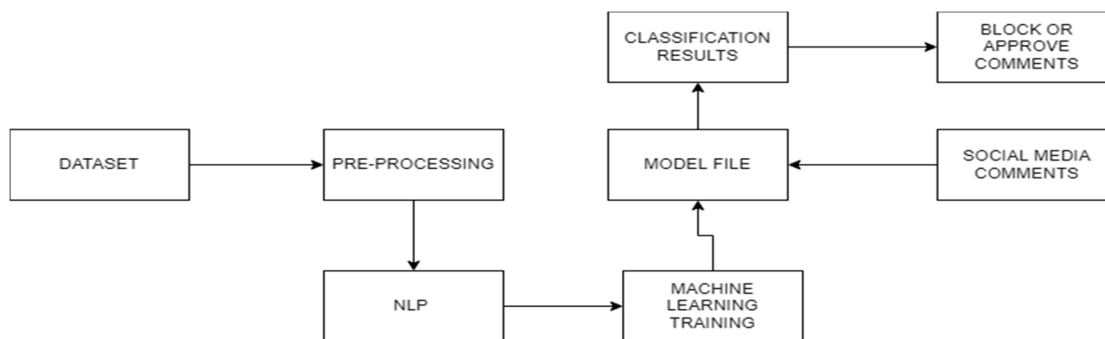 CLASSIFICATION
RESULTS
BLOCK OR
APPROVE
COMMENTS
DATASET
PRE-PROCESSING
MODEL FILE
SOCIAL MEDIA
COMMENTS
NLP
MACHINE
LEARNING
TRAINING